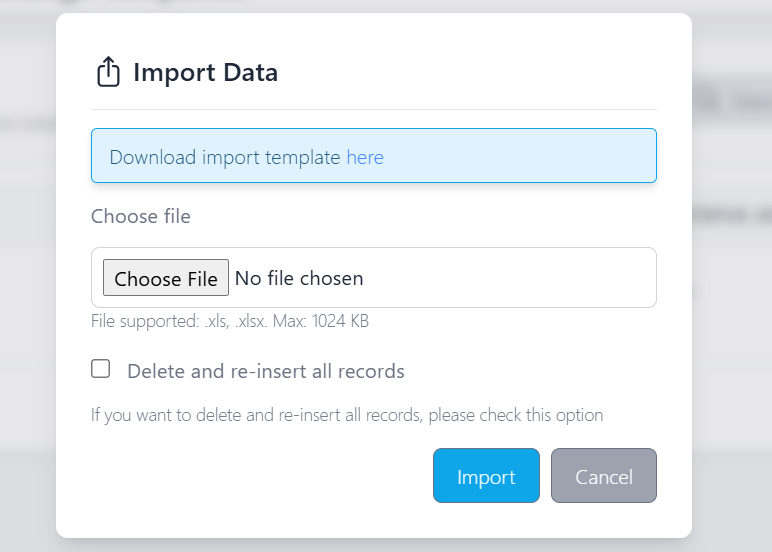 Import Data
Download import template here
Choose file
Choose File No file chosen
File supported: .xls, .xlsx. Max: 1024 KB
Delete and re-insert all records
If you want to delete and re-insert all records, please check this option
Import Cancel